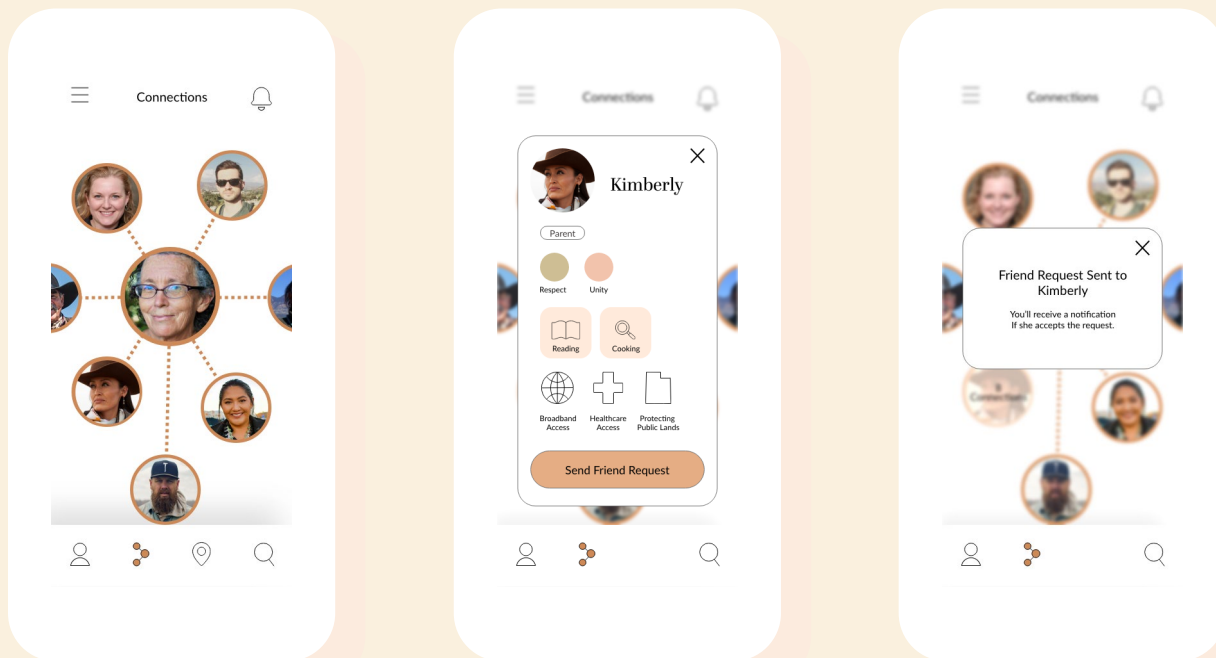 Connections
Connections
Kimberly
Parent
Respect
Unity
Reading
Cooking
Broadband
Access
Healthcare
Access
Protecting
Public Lands
Send Friend Request
Connections
Friend Request Sent to
Kimberly
You'll receive a notification
If she accepts the request.
Connections